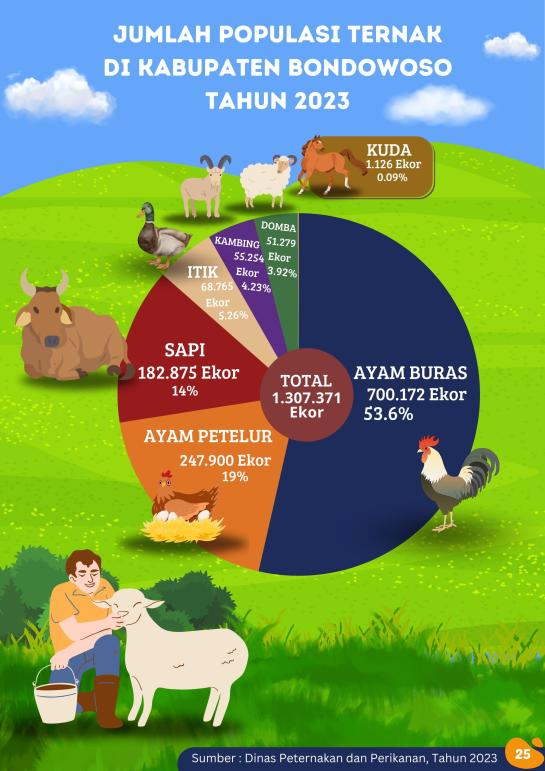 JUMLAH POPULASI TERNAK
DI KABUPATEN BONDOWOSO
TAHUN 2023
KUDA
1.126 Ekor
0.09%
DOMBA
51.279
Ekor
3.92%
KAMBING
55.254
Ekor
4.23%
ITIK
68.765
Ekor
5.26%
SAPI
182.875 Ekor
14%
TOTAL
1.307.371
Ekor
AYAM BURAS
700.172 Ekor
53.6%
AYAM PETELUR
247.900 Ekor
19%
Sumber : Dinas Peternakan dan Perikanan, Tahun 2023
25